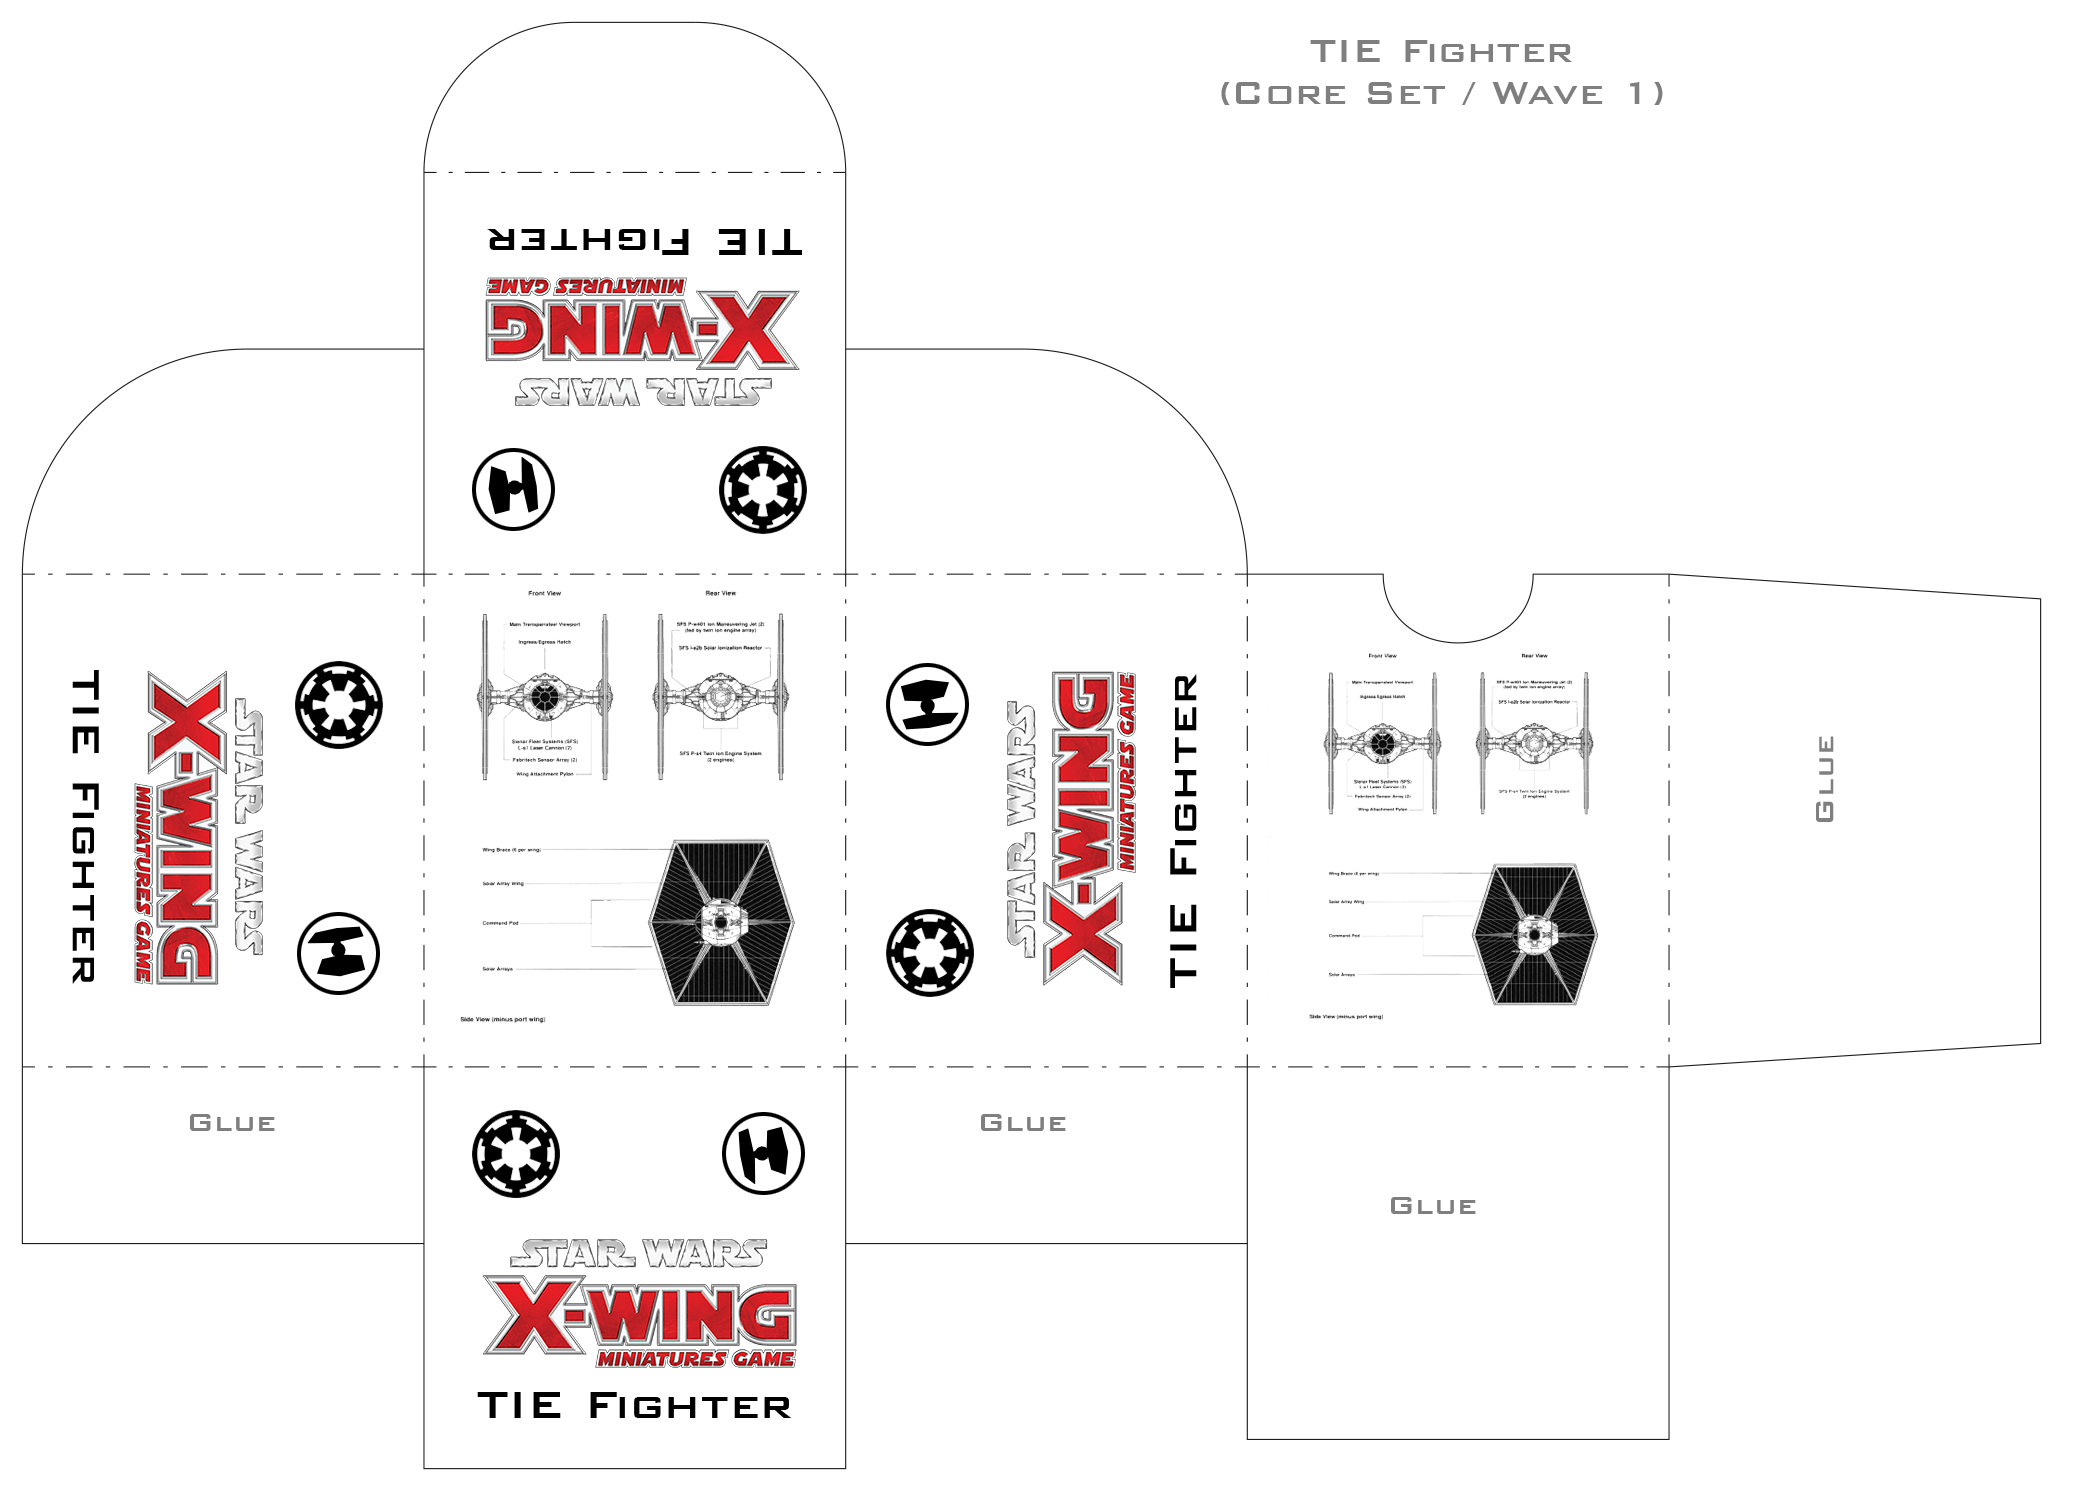 TIE Fighter
(Core Set / Wave 1)
TIE Fighter
MINIATURES GAME
X-WING
STAR WARS
TIE Fighter
X-WING
MINIATURES GAME
STAR WARS
Front View
Rear View
Main Transparisteel Viewport
Ingress/Egress Hatch
SFS P-w401 Ion Maneuvering Jet (2)
(fed by twin ion engine array)
SFS I-a2b Solar Ionization Reactor
Sienar Fleet Systems (SFS)
L-s1 Laser Cannon (2)
Fabritech Sensor Array (2)
Wing Attachment Pylon
SFS P-s4 Twin Ion Engine System
(2 engines)
Wing Brace (6 per wing)
Solar Array Wing
Command Pod
Solar Arrays
Side View (minus port wing)
STAR WARS
X-WING
MINIATURES GAME
TIE Fighter
Front View
Rear View
Main Transparisteel Viewport
Ingress/Egress Hatch
SFS P-w401 Ion Maneuvering Jet (2)
(fed by twin ion engine array)
SFS I-a2b Solar Ionization Reactor
Sienar Fleet Systems (SFS)
L-s1 Laser Cannon (2)
Fabritech Sensor Array (2)
Wing Attachment Pylon
SFS P-s4 Twin Ion Engine System
(2 engines)
Wing Brace (6 per wing)
Solar Array Wing
Command Pod
Solar Arrays
Side View (minus port wing)
Glue
Glue
Glue
Glue
STAR WARS
X-WING
MINIATURES GAME
TIE Fighter